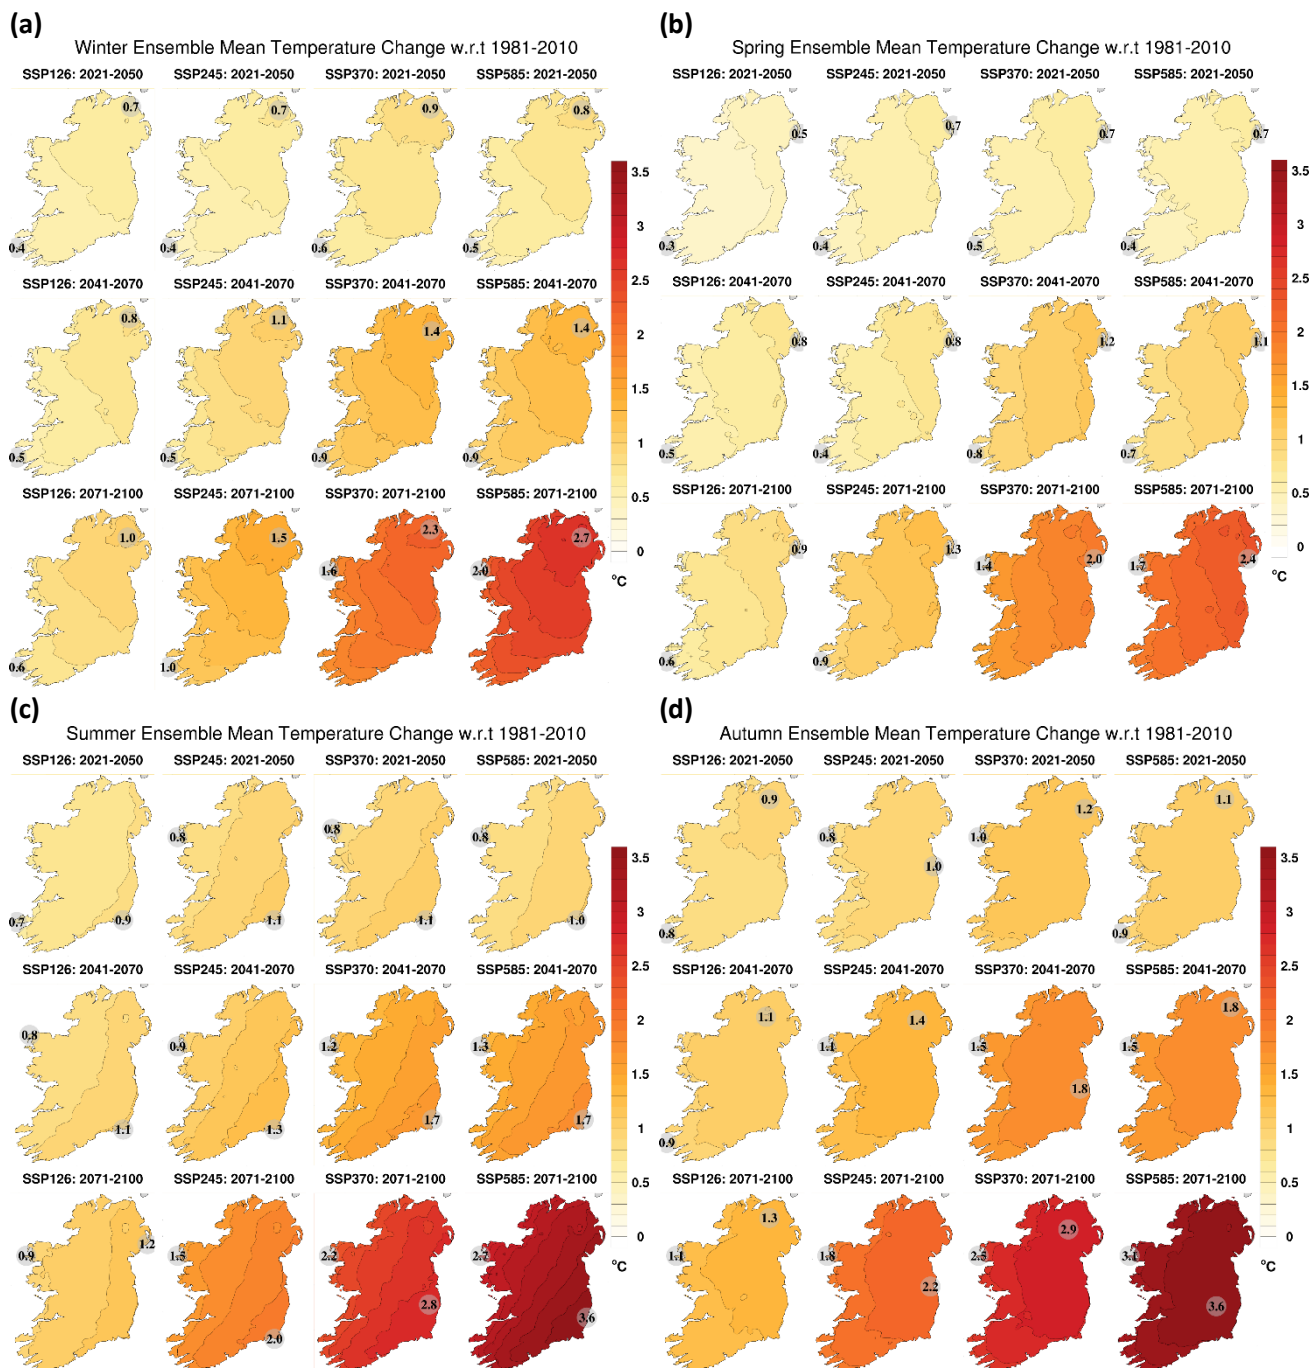 (a)
Winter Ensemble Mean Temperature Change w.r.t 1981-2010
SSP126: 2021-2050 SSP245: 2021-2050 SSP370: 2021-2050 SSP585: 2021-2050
0.7 0.7 0.9 0.8
0.4 0.4 0.6 0.5
SSP126: 2041-2070 SSP245: 2041-2070 SSP370: 2041-2070 SSP585: 2041-2070
0.8 1.1 1.4 1.4
0.5 0.5 0.9 0.9
SSP126: 2071-2100 SSP245: 2071-2100 SSP370: 2071-2100 SSP585: 2071-2100
1.0 1.5 2.3 2.7
1.6 2.0
0.6 1.0
3.5
3
2.5
2
1.5
1
0.5
0
°C
(b)
Spring Ensemble Mean Temperature Change w.r.t 1981-2010
SSP126: 2021-2050 SSP245: 2021-2050 SSP370: 2021-2050 SSP585: 2021-2050
0.5 0.7 0.7 0.7
0.3 0.4 0.5 0.4
SSP126: 2041-2070 SSP245: 2041-2070 SSP370: 2041-2070 SSP585: 2041-2070
0.8 0.8 1.2 1.1
0.5 0.4 0.8 0.7
SSP126: 2071-2100 SSP245: 2071-2100 SSP370: 2071-2100 SSP585: 2071-2100
0.9 1.3 1.4 2.0 1.7 2.4
0.6 0.9
3.5
3
2.5
2
1.5
1
0.5
0
°C
(c)
Summer Ensemble Mean Temperature Change w.r.t 1981-2010
SSP126: 2021-2050 SSP245: 2021-2050 SSP370: 2021-2050 SSP585: 2021-2050
0.8 0.8 0.8
0.7 0.9 1.1 1.1 1.0
SSP126: 2041-2070 SSP245: 2041-2070 SSP370: 2041-2070 SSP585: 2041-2070
0.8 0.9 1.2 1.3
1.1 1.3 1.7 1.7
SSP126: 2071-2100 SSP245: 2071-2100 SSP370: 2071-2100 SSP585: 2071-2100
0.9 1.2 1.5 2.2 2.7
2.0 2.8 3.6
3.5
3
2.5
2
1.5
1
0.5
0
°C
(d)
Autumn Ensemble Mean Temperature Change w.r.t 1981-2010
SSP126: 2021-2050 SSP245: 2021-2050 SSP370: 2021-2050 SSP585: 2021-2050
0.9 0.8 1.0 1.2 1.1
0.8 1.0 0.9
SSP126: 2041-2070 SSP245: 2041-2070 SSP370: 2041-2070 SSP585: 2041-2070
1.1 1.1 1.4 1.5 1.5 1.8
0.9 1.8
SSP126: 2071-2100 SSP245: 2071-2100 SSP370: 2071-2100 SSP585: 2071-2100
1.1 1.3 1.8 2.5 2.9 3.1
2.2 3.6
3.5
3
2.5
2
1.5
1
0.5
0
°C